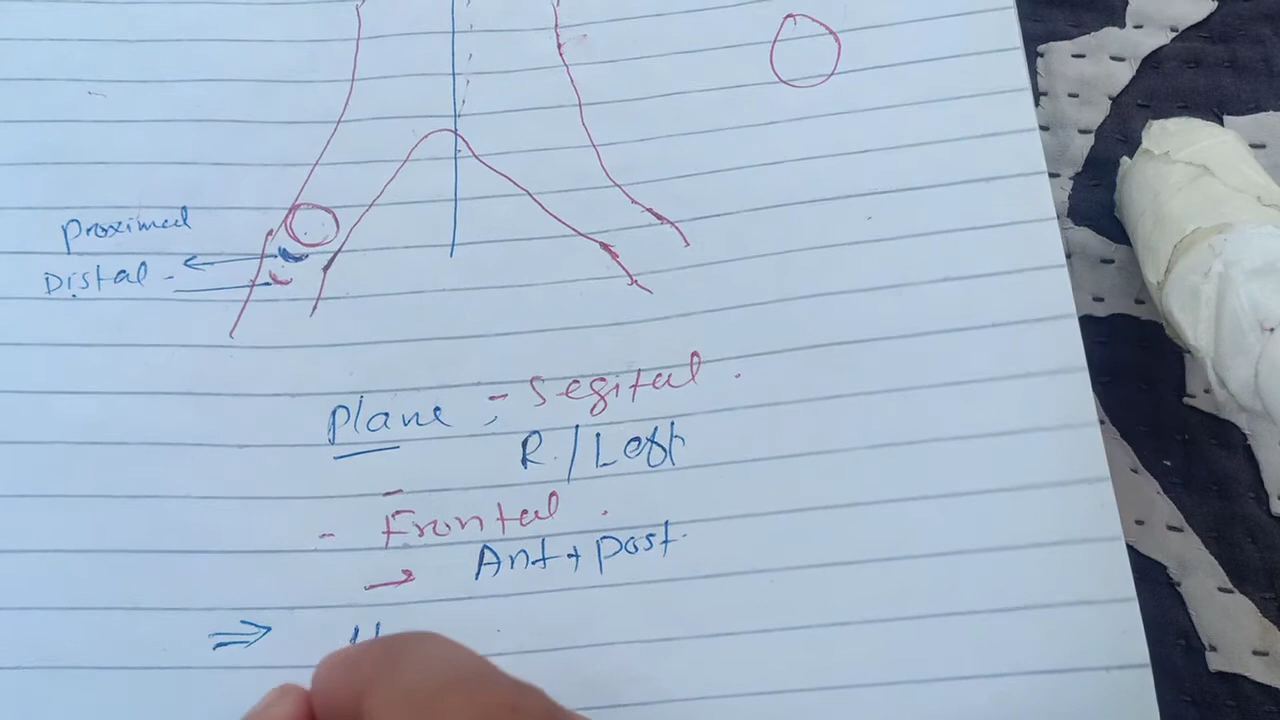 Proximal
Distal -
Plane :- Segital .
R./Left
- Frontal .
→ Ant + post.
⇒ H